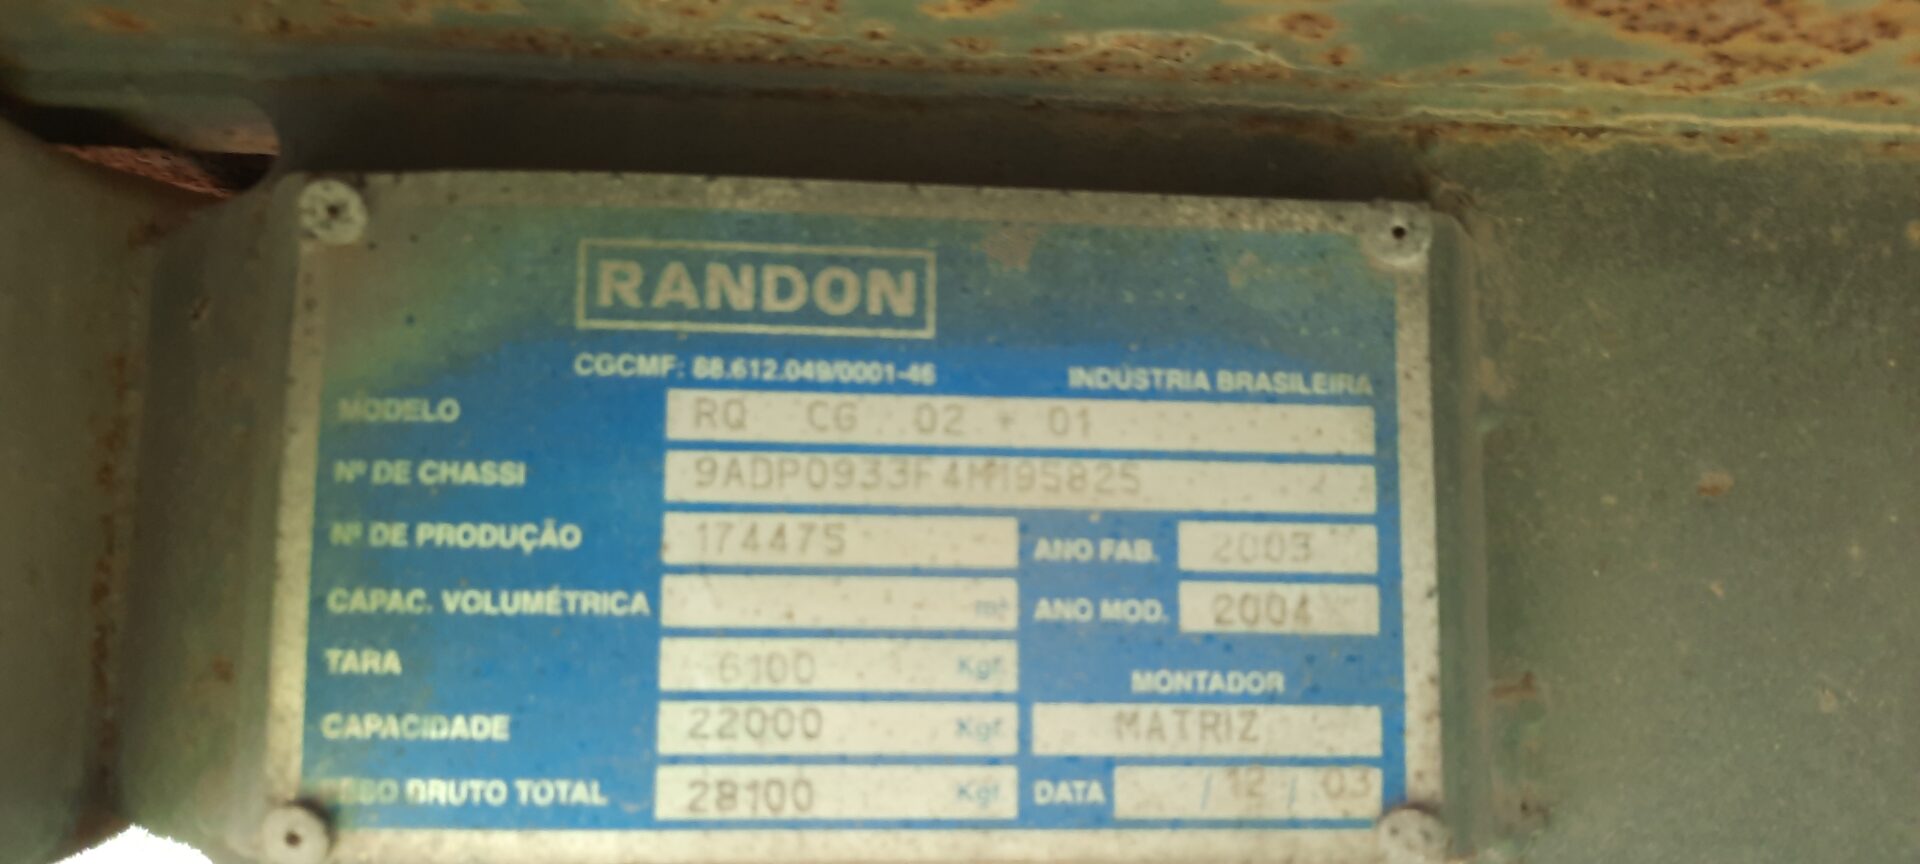 RANDON
CGCMF: 88.612.049/0001-46 INDÚSTRIA BRASILEIRA
MODELO RQ CG 02 - 01
Nº DE CHASSI 9ADP0933F4M195825
Nº DE PRODUÇÃO 174475 ANO FAB. 2003
CAPAC. VOLUMÉTRICA m³ ANO MOD. 2004
TARA 6100 Kgf
MONTADOR
CAPACIDADE 22000 Kgf MATRIZ
PESO BRUTO TOTAL 28100 Kgf DATA / 12 / 03